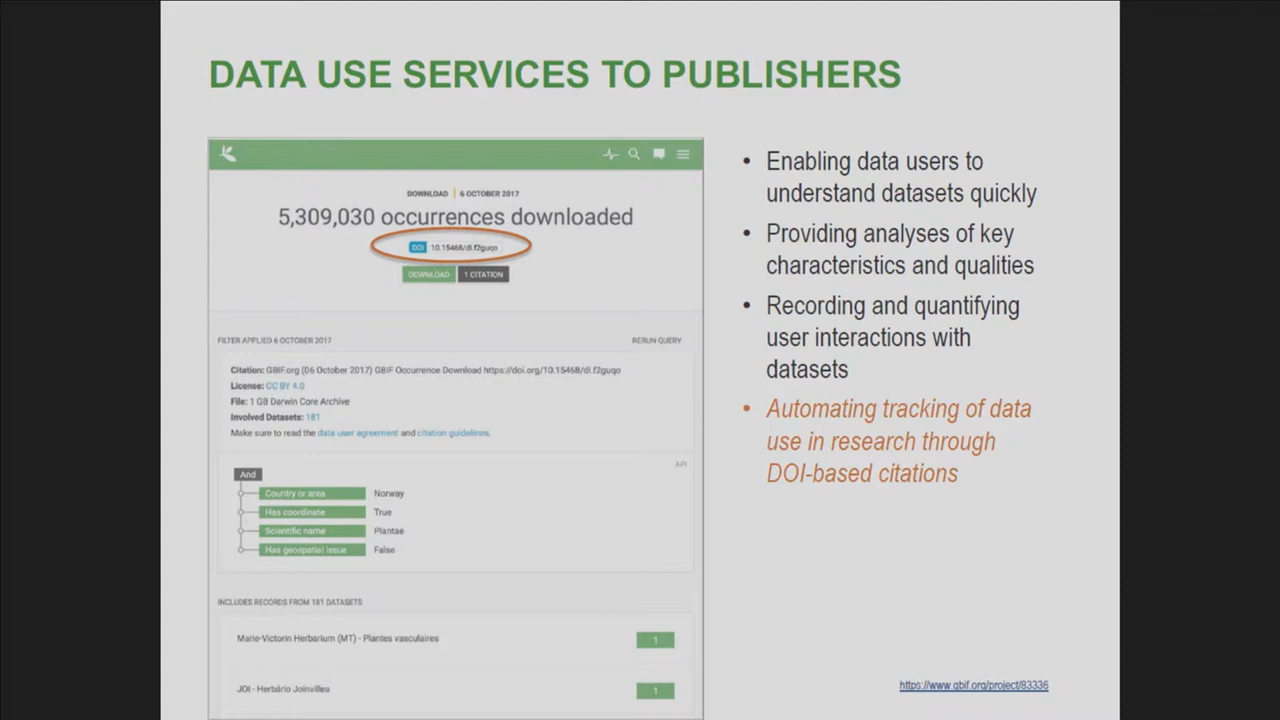 DATA USE SERVICES TO PUBLISHERS
DOWNLOAD | 6 OCTOBER 2017
5,309,030 occurrences downloaded
DOI 10.15468/dl.f2guqo
DOWNLOAD 1 CITATION
FILTER APPLIED 6 OCTOBER 2017 RERUN QUERY
Citation: GBIF.org (06 October 2017) GBIF Occurrence Download https://doi.org/10.15468/dl.f2guqo
License: CC BY 4.0
File: 1 GB Darwin Core Archive
Involved Datasets: 181
Make sure to read the data user agreement and citation guidelines.
API
And
Country or area Norway
Has coordinate True
Scientific name Plantae
Has geospatial issue False
INCLUDES RECORDS FROM 181 DATASETS
Marie-Victorin Herbarium (MT) - Plantes vasculaires 1
JOI - Herbário Joinvillea 1
• Enabling data users to
understand datasets quickly
• Providing analyses of key
characteristics and qualities
• Recording and quantifying
user interactions with
datasets
• Automating tracking of data
use in research through
DOI-based citations
https://www.gbif.org/project/83336